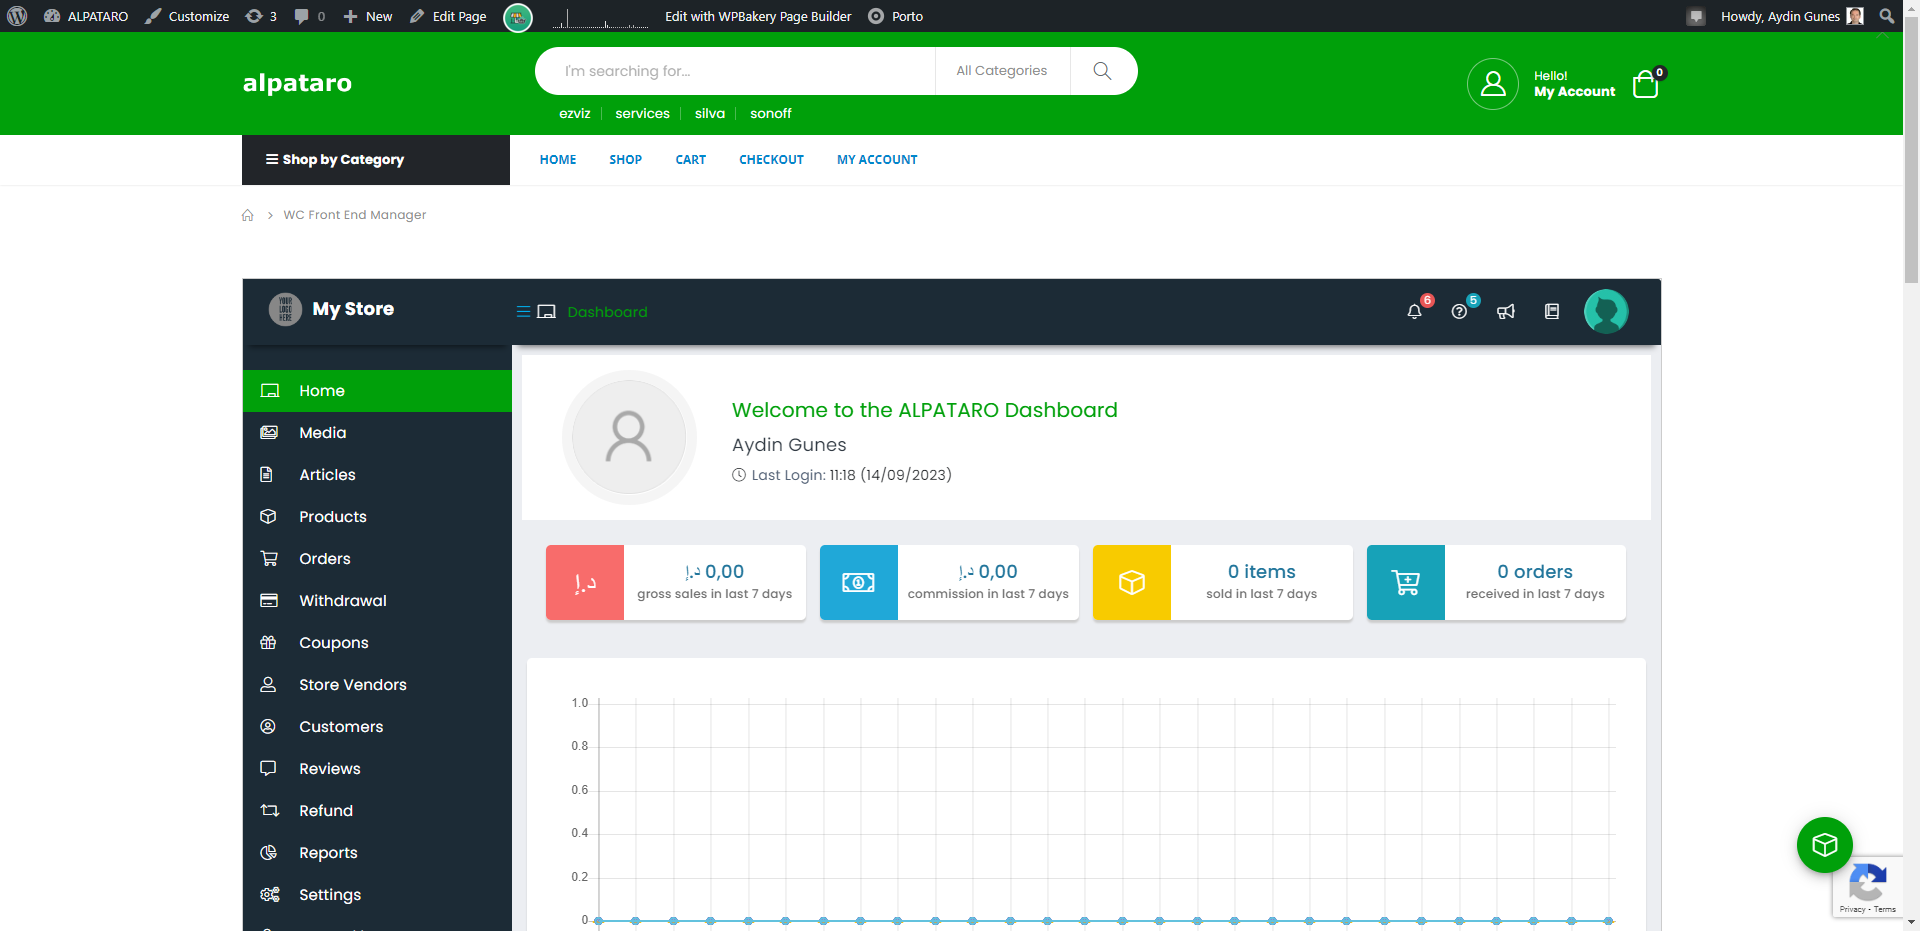 ALPATARO Customize 3 0 New Edit Page Edit with WPBakery Page Builder Porto Howdy, Aydin Gunes
alpataro
I'm searching for... All Categories
Hello!
My Account
0
ezviz services silva sonoff
Shop by Category HOME SHOP CART CHECKOUT MY ACCOUNT
WC Front End Manager
YOUR LOGO HERE
My Store
Dashboard
6 5
Home
Media
Articles
Products
Orders
Withdrawal
Coupons
Store Vendors
Customers
Reviews
Refund
Reports
Settings
Welcome to the ALPATARO Dashboard
Aydin Gunes
Last Login: 11:18 (14/09/2023)
د.إ
د.إ 0,00
gross sales in last 7 days
د.إ 0,00
commission in last 7 days
0 items
sold in last 7 days
0 orders
received in last 7 days
1.0
0.8
0.6
0.4
0.2
0
Privacy - Terms